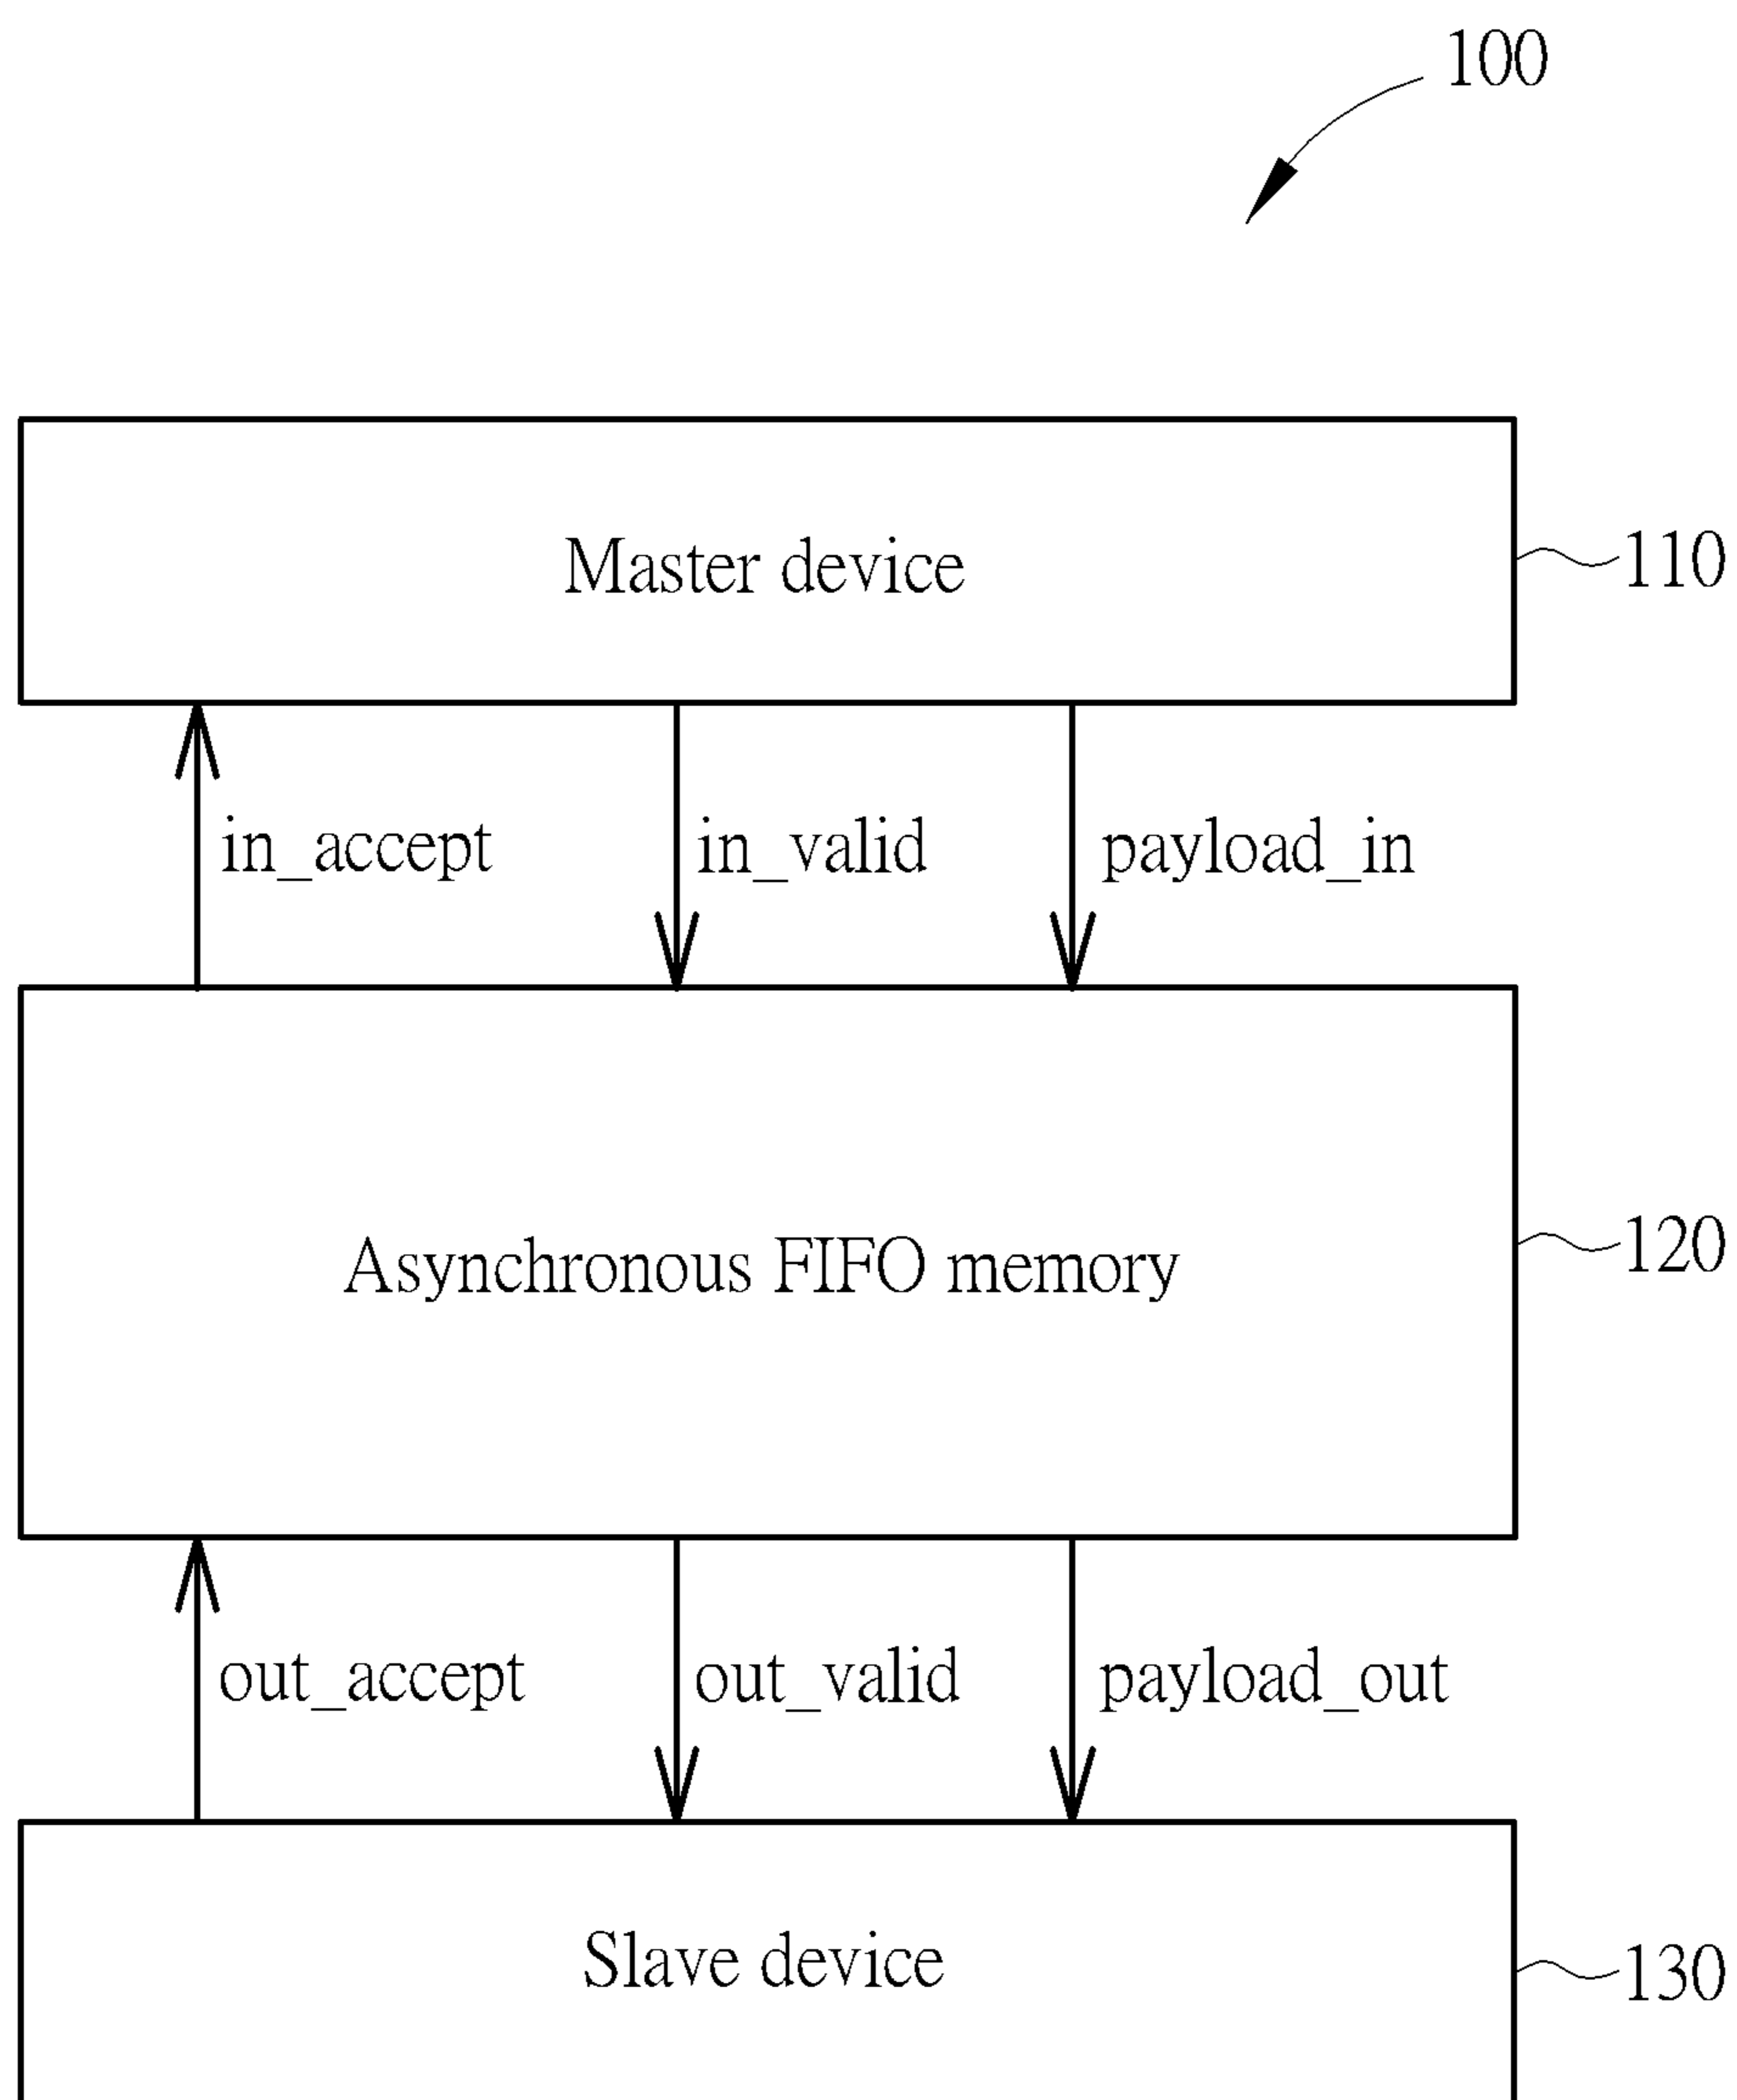 100
Master device
110
in_accept
in_valid
payload_in
Asynchronous FIFO memory
120
out_accept
out_valid
payload_out
Slave device
130